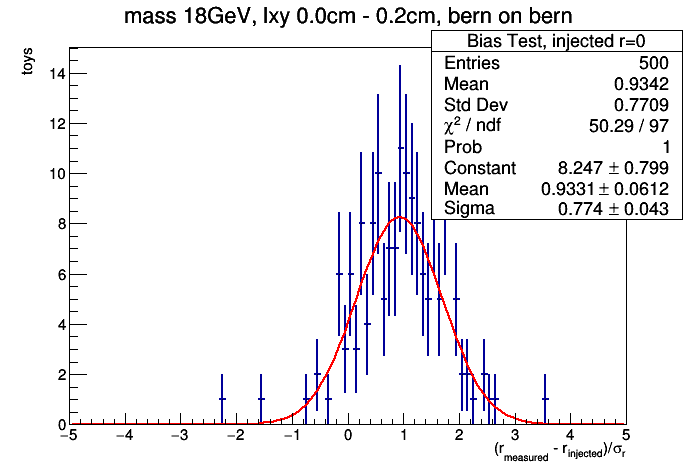 mass 18GeV, lxy 0.0cm - 0.2cm, bern on bern
Bias Test, injected r=0
Entries 500
Mean 0.9342
Std Dev 0.7709
χ² / ndf 50.29 / 97
Prob 1
Constant 8.247 ± 0.799
Mean 0.9331 ± 0.0612
Sigma 0.774 ± 0.043
toys
14
12
10
8
6
4
2
0
−5 −4 −3 −2 −1 0 1 2 3 4 5
(r_measured - r_injected)/σ_r